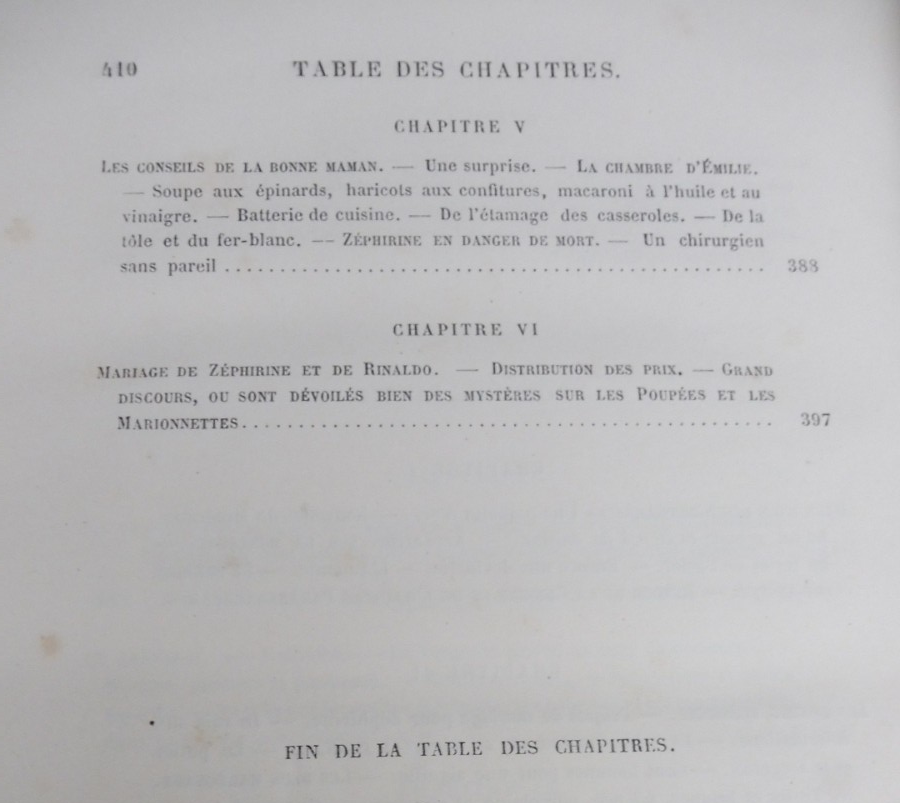 410 TABLE DES CHAPITRES.
CHAPITRE V
LES CONSEILS DE LA BONNE MAMAN. — Une surprise. — LA CHAMBRE D'ÉMILIE.
— Soupe aux épinards, haricots aux confitures, macaroni à l'huile et au
vinaigre. — Batterie de cuisine. — De l'étamage des casseroles. — De la
tôle et du fer-blanc. — ZÉPHIRINE EN DANGER DE MORT. — Un chirurgien
sans pareil . . . . . . . . . . . . . . . . . . . . . . . . . . . . . . . . . . . . . . . . . . . . . . . . 388
CHAPITRE VI
MARIAGE DE ZÉPHIRINE ET DE RINALDO. — DISTRIBUTION DES PRIX. — GRAND
DISCOURS, OU SONT DÉVOILÉS BIEN DES MYSTÈRES SUR LES POUPÉES ET LES
MARIONNETTES. . . . . . . . . . . . . . . . . . . . . . . . . . . . . . . . . . . . . . . . . . . . . . . 397
FIN DE LA TABLE DES CHAPITRES.